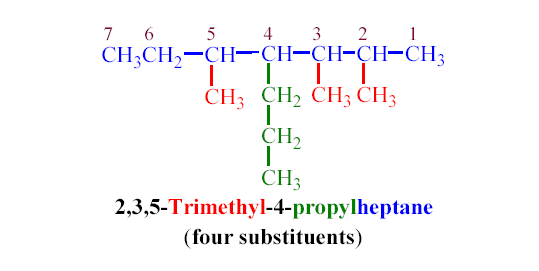 7 6 5 4 3 2 1
CH3CH2 CH CH CH CH CH3
CH3 CH2 CH3 CH3
CH2
CH3
2,3,5-Trimethyl-4-propylheptane
(four substituents)